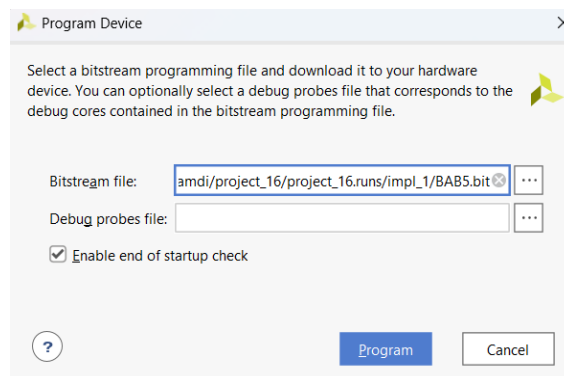 Program Device
Select a bitstream programming file and download it to your hardware
device. You can optionally select a debug probes file that corresponds to the
debug cores contained in the bitstream programming file.
Bitstream file: amdi/project_16/project_16.runs/impl_1/BAB5.bit ...
Debug probes file: ...
Enable end of startup check
? Program Cancel